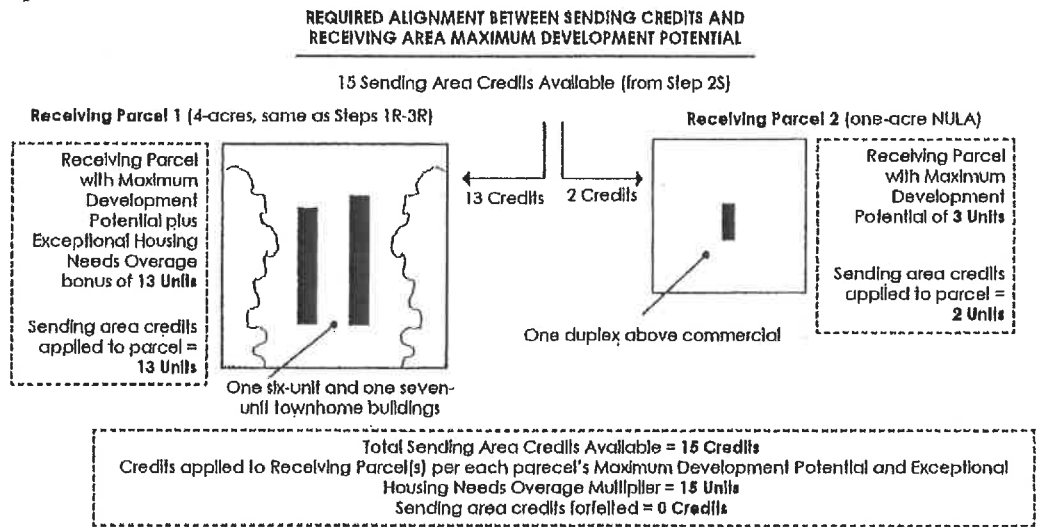 REQUIRED ALIGNMENT BETWEEN SENDING CREDITS AND
RECEIVING AREA MAXIMUM DEVELOPMENT POTENTIAL
15 Sending Area Credits Available (from Step 2S)
Receiving Parcel 1 (4-acres, same as Steps 1R-3R)
Receiving Parcel
with Maximum
Development
Potential plus
Exceptional Housing
Needs Overage
bonus of 13 Units
Sending area credits
applied to parcel =
13 Units
13 Credits
2 Credits
One six-unit and one seven-
unit townhome buildings
Receiving Parcel 2 (one-acre NULA)
Receiving Parcel
with Maximum
Development
Potential of 3 Units
Sending area credits
applied to parcel =
2 Units
One duplex above commercial
Total Sending Area Credits Available = 15 Credits
Credits applied to Receiving Parcel(s) per each parecel's Maximum Development Potential and Exceptional
Housing Needs Overage Multiplier = 15 Units
Sending area credits forfeited = 0 Credits